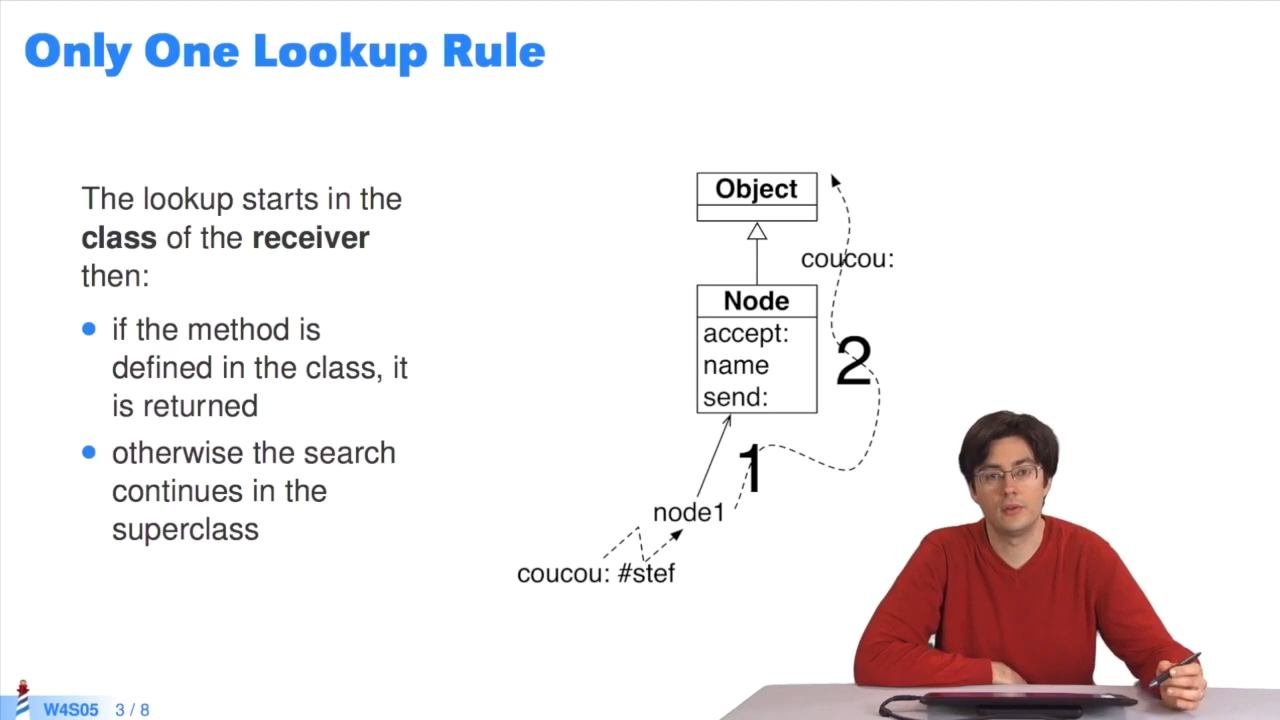 Only One Lookup Rule
The lookup starts in the
class of the receiver
then:
if the method is
defined in the class, it
is returned
otherwise the search
continues in the
superclass
Object
coucou:
Node
accept:
name
send:
2
1
node1
coucou: #stef
W4S05 3 / 8